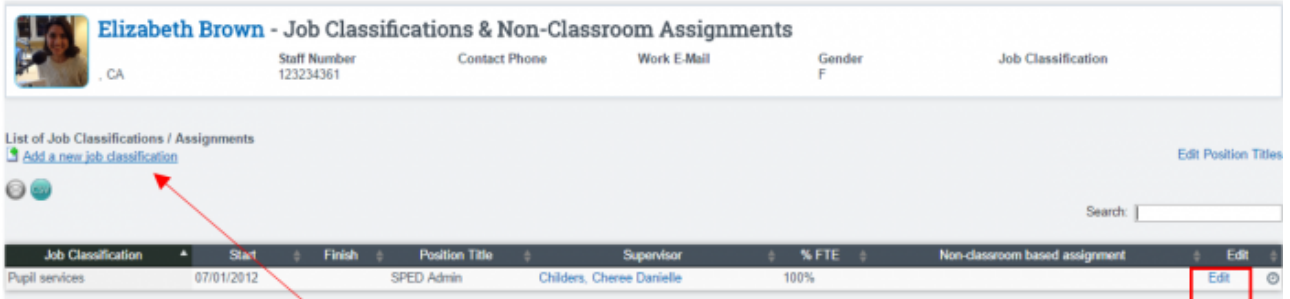 Elizabeth Brown - Job Classifications & Non-Classroom Assignments
Staff Number Contact Phone Work E-Mail Gender Job Classification
, CA 123234361 F
List of Job Classifications / Assignments
Add a new job classification Edit Position Titles
CSV
Search:
Job Classification Start Finish Position Title Supervisor % FTE Non-classroom based assignment Edit
Pupil services 07/01/2012 SPED Admin Childers, Cheree Danielle 100% Edit